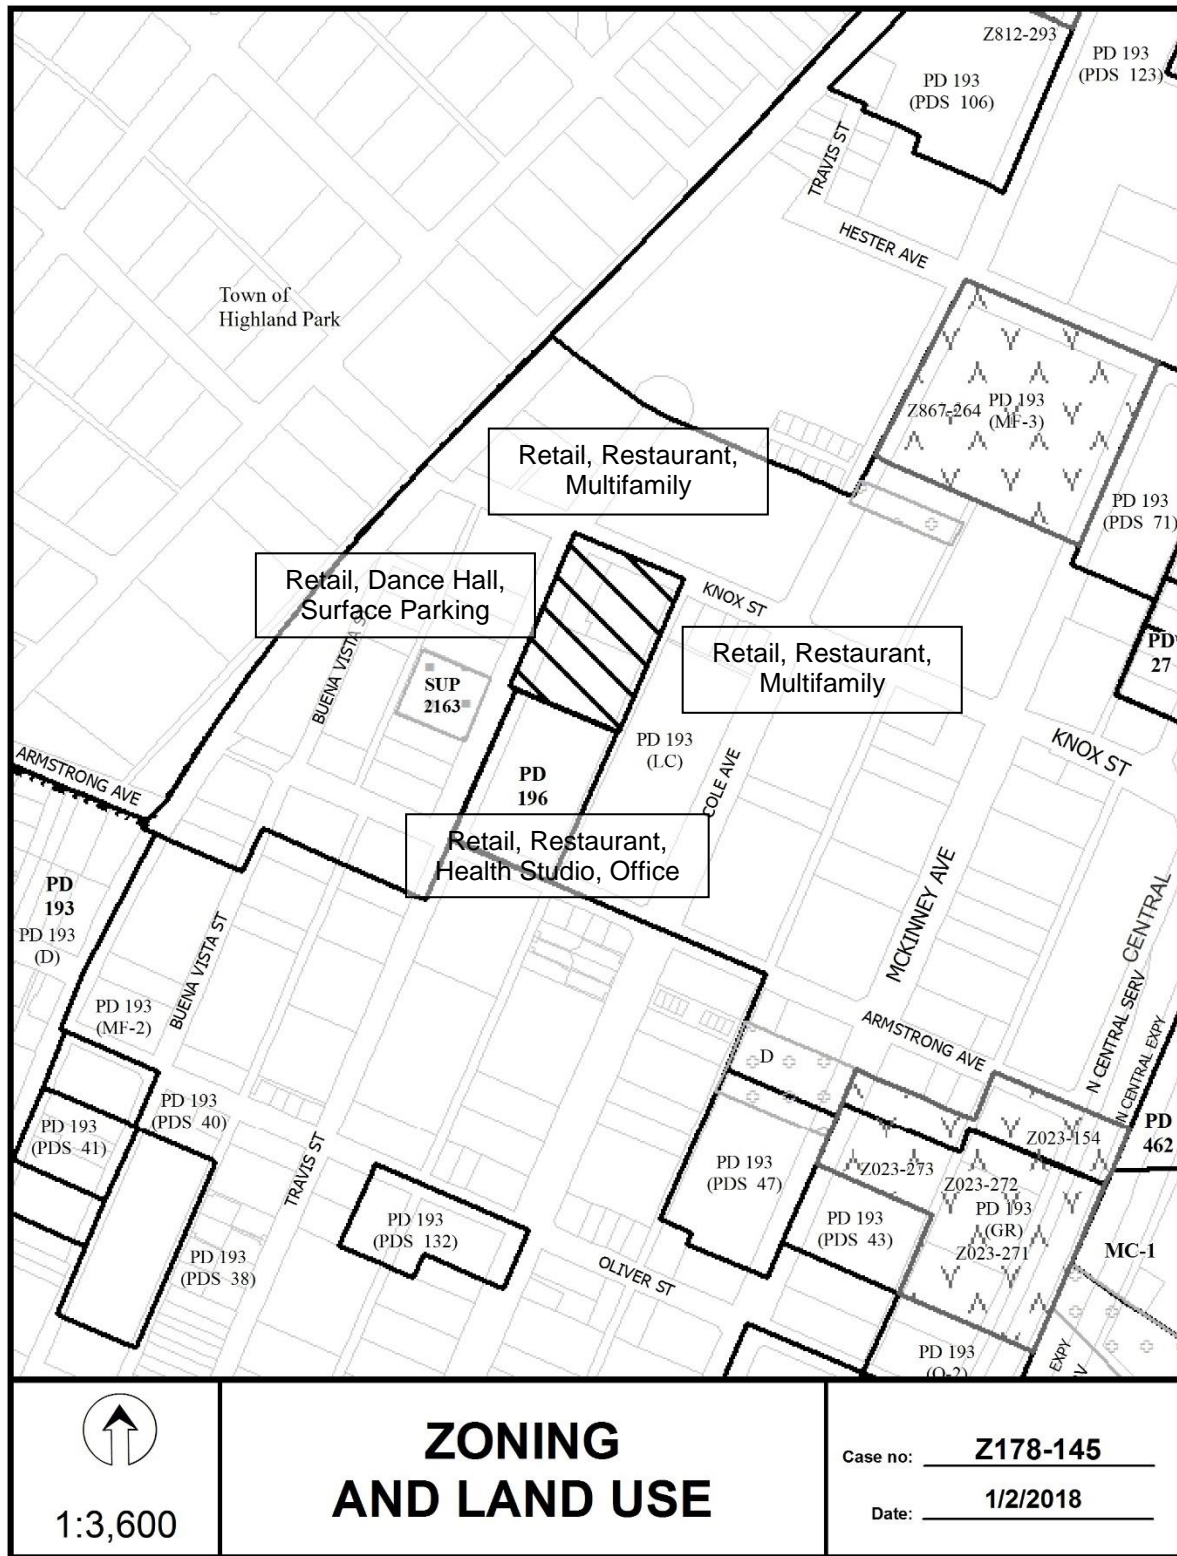 Z812-293
PD 193
(PDS 123)
PD 193
(PDS 106)
TRAVIS ST
HESTER AVE
Town of
Highland Park
Z867-264
PD 193
(MF-3)
Retail, Restaurant,
Multifamily
PD 193
(PDS 71)
Retail, Dance Hall,
Surface Parking
KNOX ST
BUENA VISTA ST
Retail, Restaurant,
Multifamily
PD
27
SUP
2163
PD 193
(LC)
KNOX ST
ARMSTRONG AVE
PD
196
COLE AVE
Retail, Restaurant,
Health Studio, Office
PD
193
PD 193
(D)
MCKINNEY AVE
CENTRAL
BUENA VISTA ST
PD 193
(MF-2)
ARMSTRONG AVE
N CENTRAL SERV
N CENTRAL EXPY
D
PD 193
(PDS 40)
PD 193
(PDS 41)
Z023-154
PD
462
TRAVIS ST
PD 193
(PDS 47)
Z023-273
Z023-272
PD 193
(GR)
Z023-271
PD 193
(PDS 132)
PD 193
(PDS 43)
MC-1
PD 193
(PDS 38)
OLIVER ST
PD 193
(O-2)
EXPY
1:3,600
ZONING
AND LAND USE
Case no: Z178-145
Date: 1/2/2018